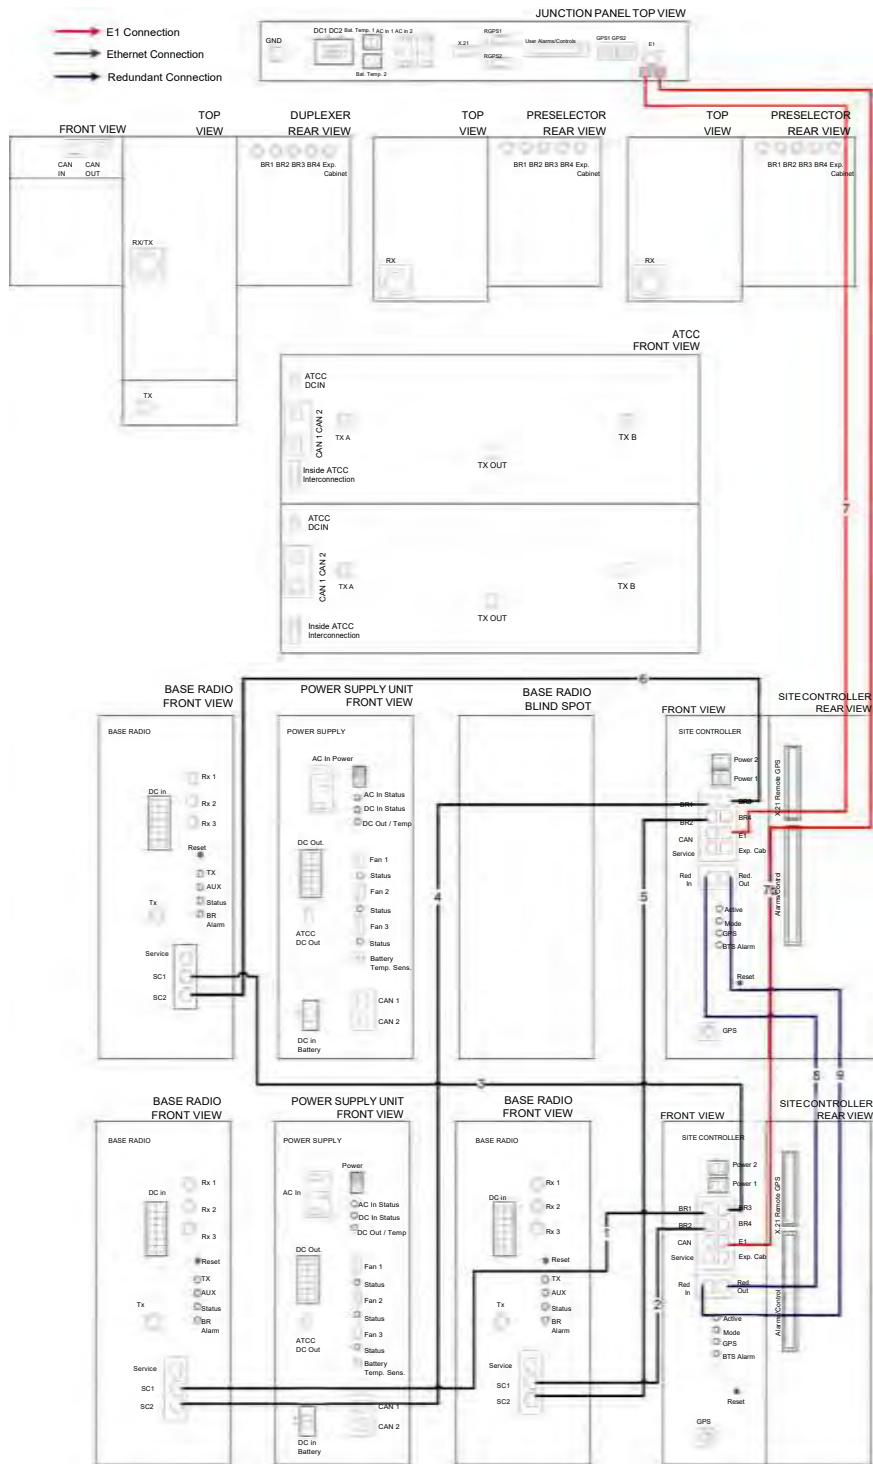 JUNCTION PANEL TOP VIEW
E1 Connection
Ethernet Connection
Redundant Connection
GND
DC1 DC2
Bat. Temp. 1
AC in 1 AC in 2
Bat. Temp. 2
X.21
RGPS1
RGPS2
User Alarms/Controls
GPS1 GPS2
E1
FRONT VIEW
TOP
VIEW
DUPLEXER
REAR VIEW
TOP
VIEW
PRESELECTOR
REAR VIEW
TOP
VIEW
PRESELECTOR
REAR VIEW
CAN
IN
CAN
OUT
BR1 BR2 BR3 BR4 Exp.
Cabinet
BR1 BR2 BR3 BR4 Exp.
Cabinet
BR1 BR2 BR3 BR4 Exp.
Cabinet
RX/TX
RX
RX
TX
ATCC
FRONT VIEW
ATCC
DCIN
CAN 1 CAN 2
TX A
TX OUT
TX B
Inside ATCC
Interconnection
7
ATCC
DCIN
CAN 1 CAN 2
TX A
TX OUT
TX B
Inside ATCC
Interconnection
6
BASE RADIO
FRONT VIEW
POWER SUPPLY UNIT
FRONT VIEW
BASE RADIO
BLIND SPOT
FRONT VIEW
SITE CONTROLLER
REAR VIEW
BASE RADIO
DC in
Rx 1
Rx 2
Rx 3
Reset
TX
AUX
Status
BR
Alarm
Tx
Service
SC1
SC2
POWER SUPPLY
AC In Power
AC In Status
DC In Status
DC Out / Temp
DC Out.
Fan 1
Status
Fan 2
Status
Fan 3
Status
ATCC
DC Out
Battery
Temp. Sens.
CAN 1
CAN 2
DC in
Battery
4
5
SITE CONTROLLER
Power 2
Power 1
BR1
BR3
BR2
BR4
CAN
E1
Service
Exp. Cab
Red
In
Red.
Out
Active
Mode
GPS
BTS Alarm
Reset
GPS
X.21 Remote GPS
Alarms/Control
3
9
BASE RADIO
FRONT VIEW
POWER SUPPLY UNIT
FRONT VIEW
BASE RADIO
FRONT VIEW
FRONT VIEW
SITE CONTROLLER
REAR VIEW
BASE RADIO
DC in
Rx 1
Rx 2
Rx 3
Reset
TX
AUX
Status
BR
Alarm
Tx
Service
SC1
SC2
POWER SUPPLY
Power
AC In
AC In Status
DC In Status
DC Out / Temp
DC Out.
Fan 1
Status
Fan 2
Status
Fan 3
Status
ATCC
DC Out
Battery
Temp. Sens.
CAN 1
CAN 2
DC in
Battery
BASE RADIO
DC in
Rx 1
Rx 2
Rx 3
Reset
TX
AUX
Status
BR
Alarm
Tx
Service
SC1
SC2
1
2
SITE CONTROLLER
Power 2
Power 1
BR1
BR3
BR2
BR4
CAN
E1
Service
Exp. Cab
Red
In
Red.
Out
Active
Mode
GPS
BTS Alarm
Reset
GPS
X.21 Remote GPS
Alarms/Control